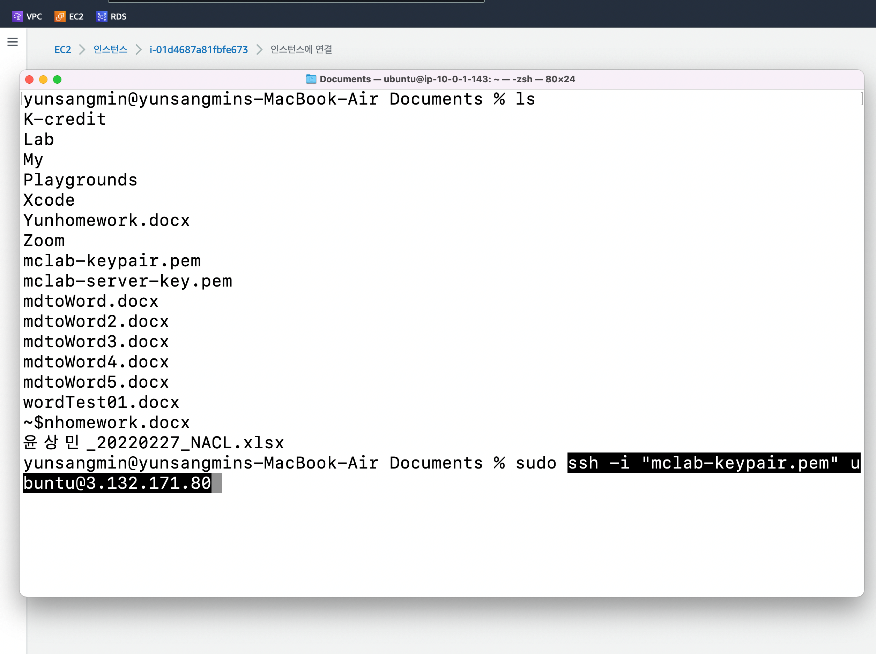 VPC EC2 RDS
EC2 > 인스턴스 > i-01d4687a81fbfe673 > 인스턴스에 연결
Documents — ubuntu@ip-10-0-1-143: ~ — -zsh — 80×24
yunsangmin@yunsangmins-MacBook-Air Documents % ls
K-credit
Lab
My
Playgrounds
Xcode
Yunhomework.docx
Zoom
mclab-keypair.pem
mclab-server-key.pem
mdtoWord.docx
mdtoWord2.docx
mdtoWord3.docx
mdtoWord4.docx
mdtoWord5.docx
wordTest01.docx
~$nhomework.docx
윤상민_20220227_NACL.xlsx
yunsangmin@yunsangmins-MacBook-Air Documents % sudo ssh -i "mclab-keypair.pem" u
buntu@3.132.171.80